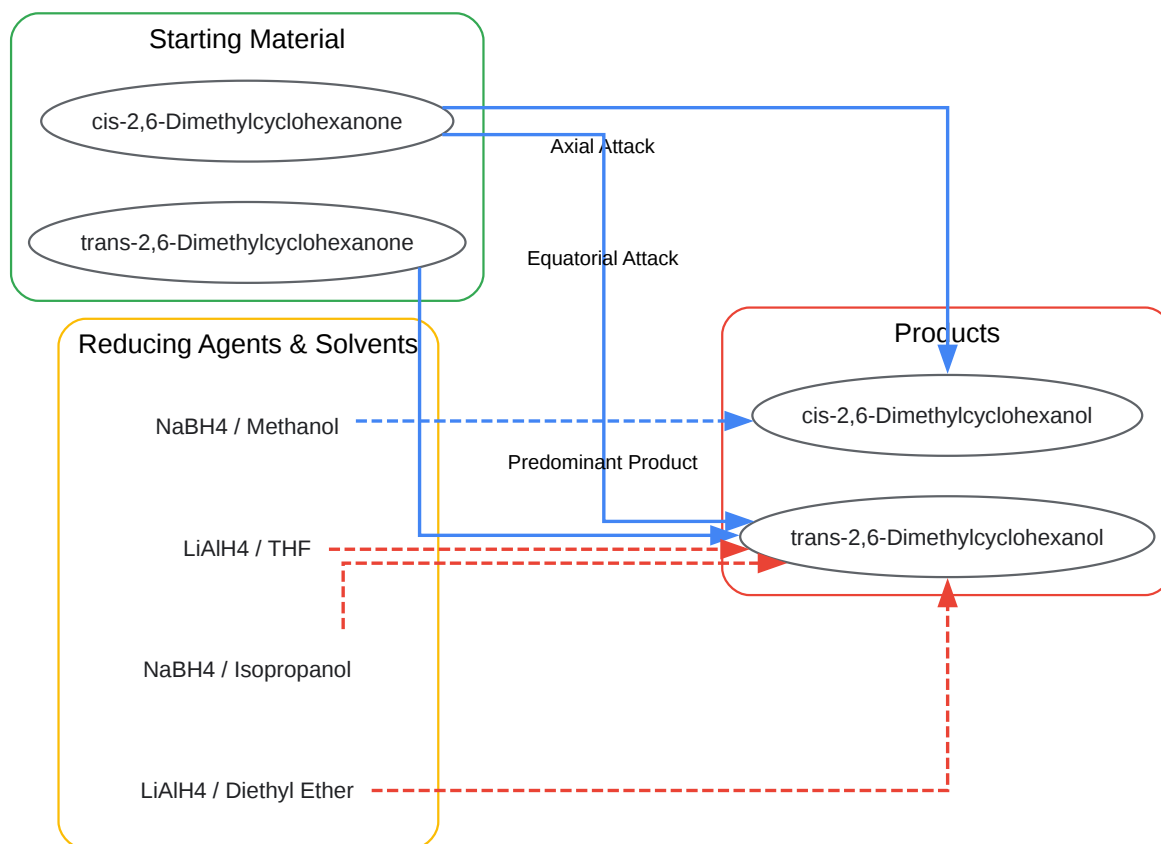 Starting Material
cis-2,6-Dimethylcyclohexanone
trans-2,6-Dimethylcyclohexanone
Axial Attack
Equatorial Attack
Predominant Product
Reducing Agents & Solvents
NaBH4 / Methanol
LiAlH4 / THF
NaBH4 / Isopropanol
LiAlH4 / Diethyl Ether
Products
cis-2,6-Dimethylcyclohexanol
trans-2,6-Dimethylcyclohexanol